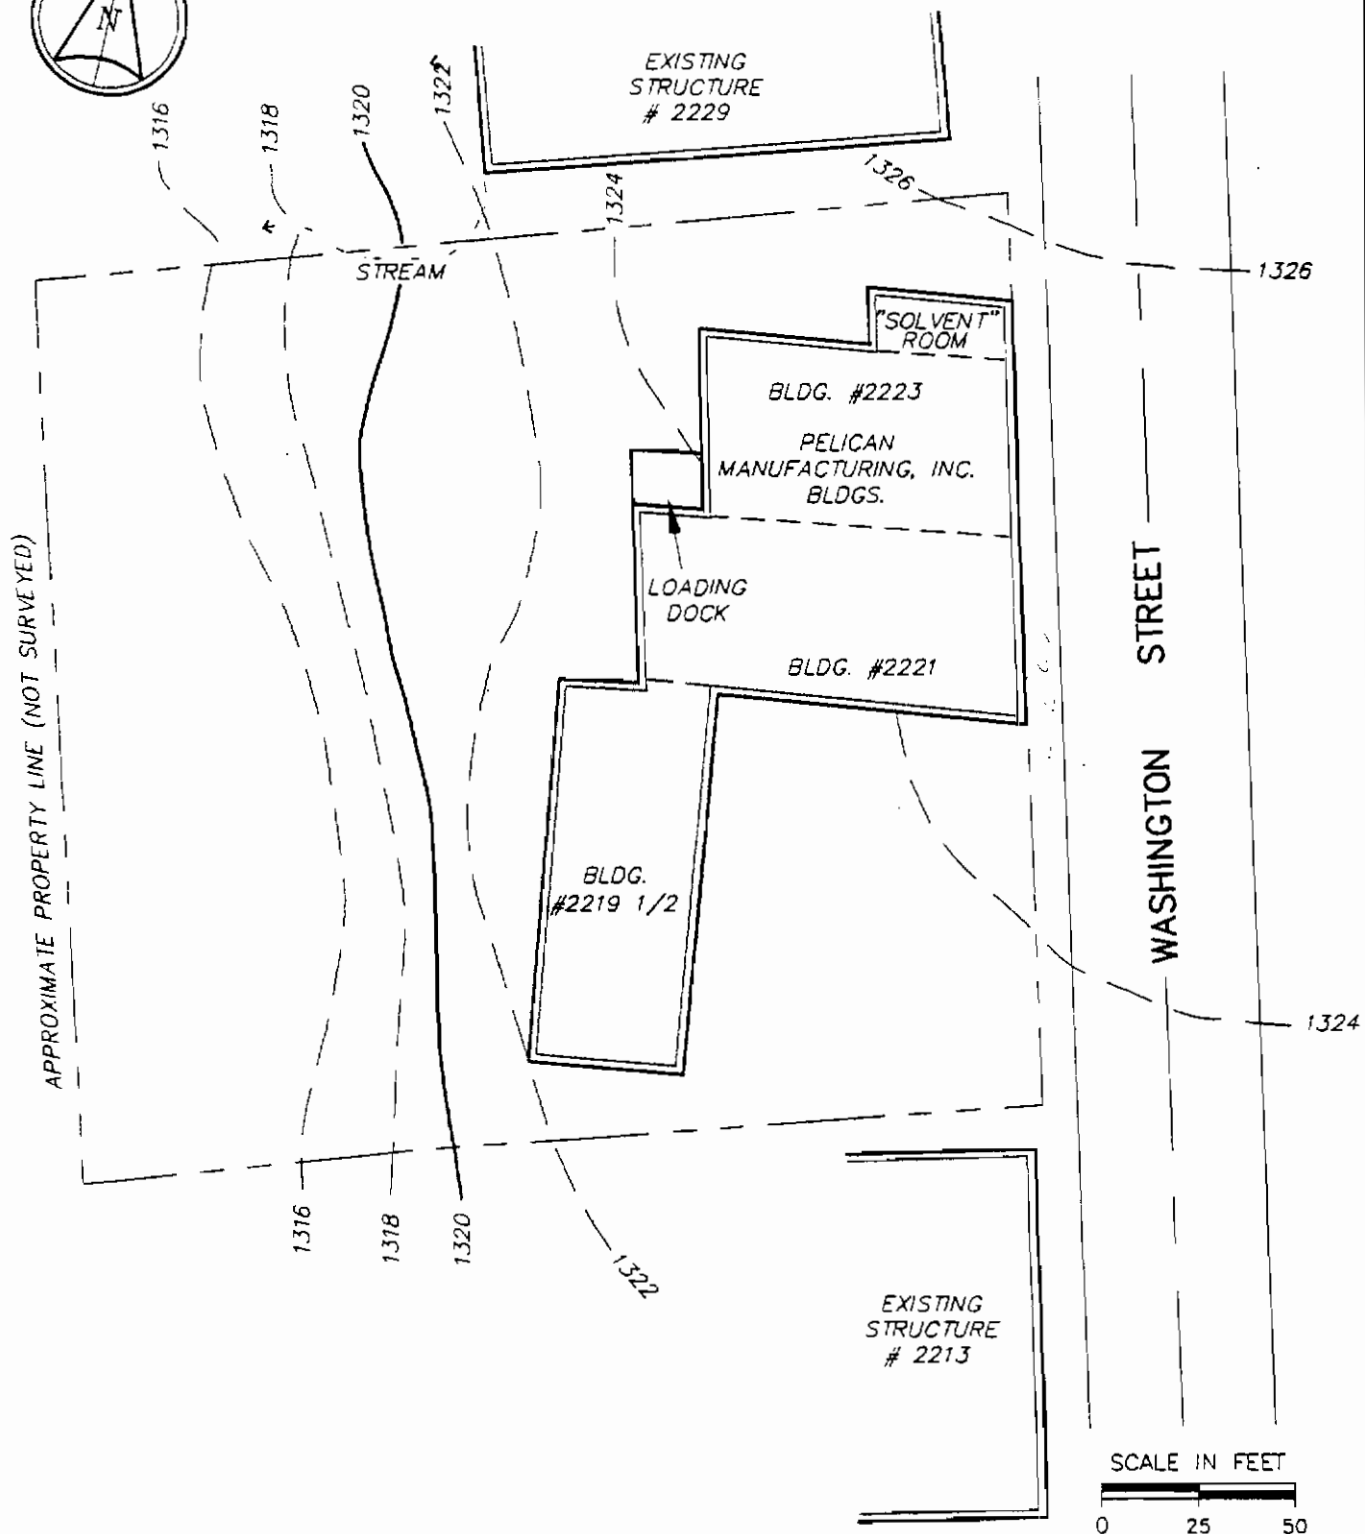 N
1316
1318
1320
1322
EXISTING
STRUCTURE
# 2229
1324
1326
1326
STREAM
"SOLVENT"
ROOM
BLDG. #2223
PELICAN
MANUFACTURING, INC.
BLDGS.
LOADING
DOCK
BLDG. #2221
APPROXIMATE PROPERTY LINE (NOT SURVEYED)
WASHINGTON STREET
BLDG.
#2219 1/2
1324
1316
1318
1320
1322
EXISTING
STRUCTURE
# 2213
SCALE IN FEET
0 25 50